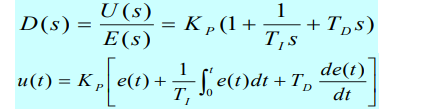 D(s) = U(s) / E(s) = K_P (1 + 1 / T_I s + T_D s)
u(t) = K_P [ e(t) + 1 / T_I ∫_0^t e(t)dt + T_D de(t) / dt ]